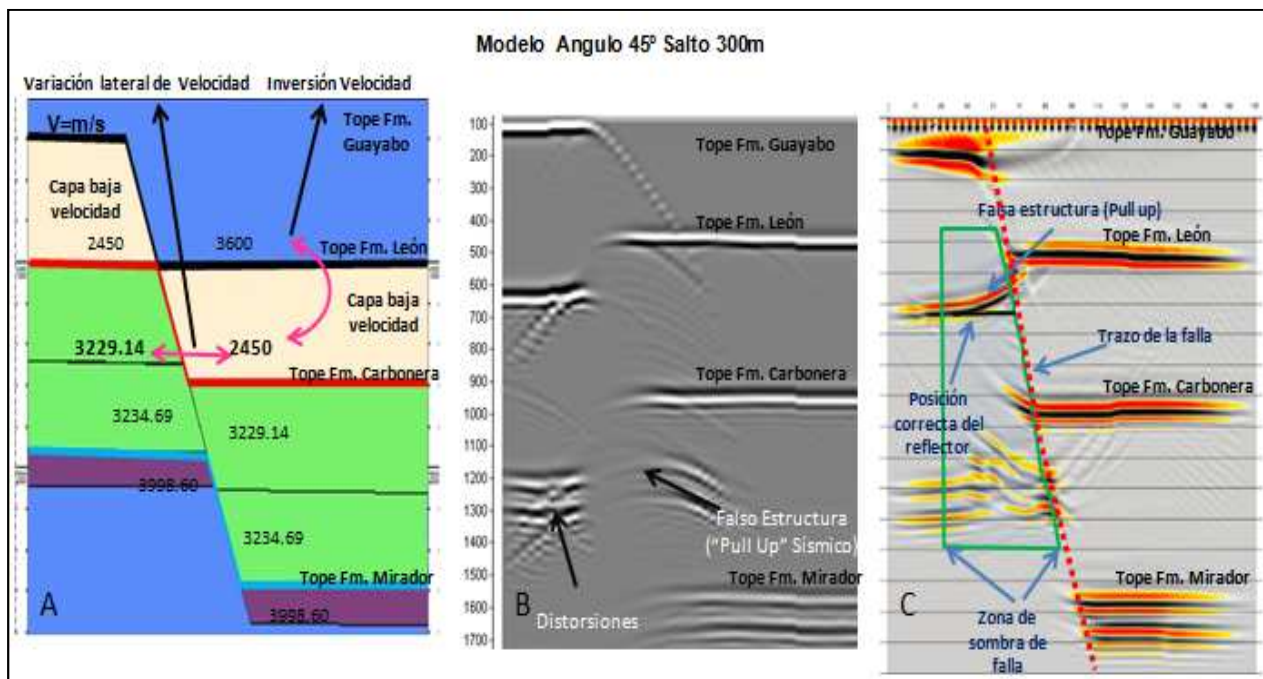 Modelo Angulo 45º Salto 300m
Variación lateral de Velocidad Inversión Velocidad
V=m/s
Tope Fm.
Guayabo
Capa baja
velocidad
2450
3600
Tope Fm. León
Capa baja
velocidad
3229.14
2450
Tope Fm. Carbonera
3234.69
3229.14
3998.60
3234.69
Tope Fm. Mirador
3998.60
A
100
200
300
400
500
600
700
800
900
1000
1100
1200
1300
1400
1500
1600
1700
Tope Fm. Guayabo
Tope Fm. León
Tope Fm. Carbonera
Falso Estructura
("Pull Up" Sísmico)
Tope Fm. Mirador
Distorsiones
B
Tope Fm. Guayabo
Falsa estructura (Pull up)
Tope Fm. León
Trazo de la falla
Tope Fm. Carbonera
Posición
correcta del
reflector
Tope Fm. Mirador
Zona de
sombra de
falla
C